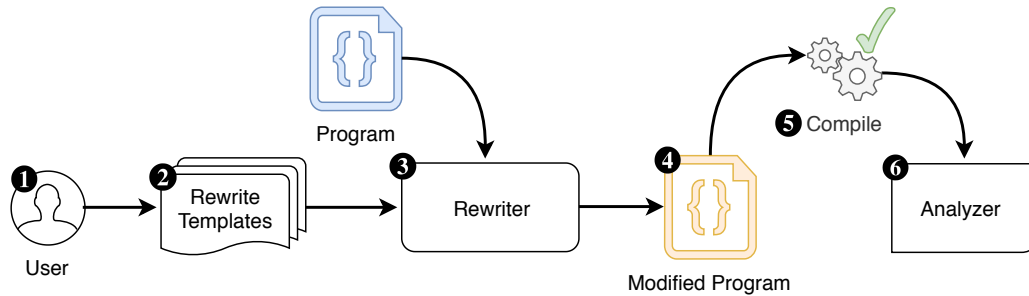 { }
Program
5 Compile
1
User
2
Rewrite
Templates
3
Rewriter
4
{ }
Modified Program
6
Analyzer